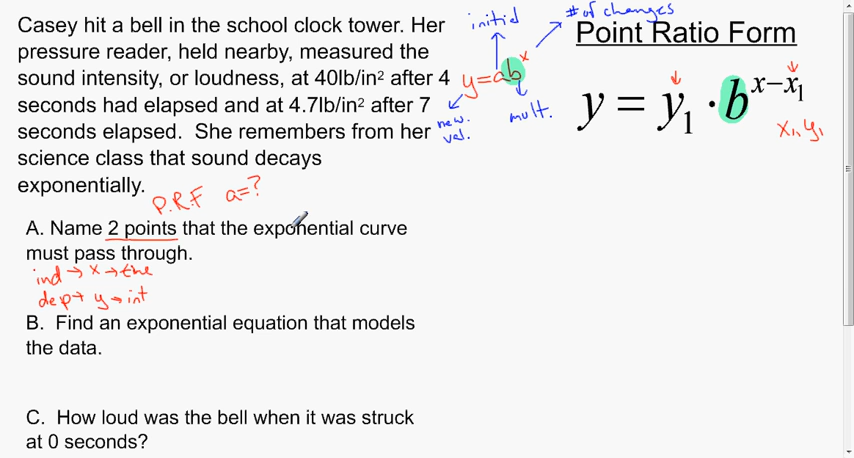 Casey hit a bell in the school clock tower. Her
pressure reader, held nearby, measured the
sound intensity, or loudness, at 40lb/in² after 4
seconds had elapsed and at 4.7lb/in² after 7
seconds elapsed. She remembers from her
science class that sound decays
exponentially.
P.R.F a=?
A. Name 2 points that the exponential curve
must pass through.
ind → x → time
dep → y → int
B. Find an exponential equation that models
the data.
C. How loud was the bell when it was struck
at 0 seconds?
initial
# of changes
y=abˣ
new.
val.
mult.
Point Ratio Form
y = y₁ · b^(x−x₁)
x₁, y₁